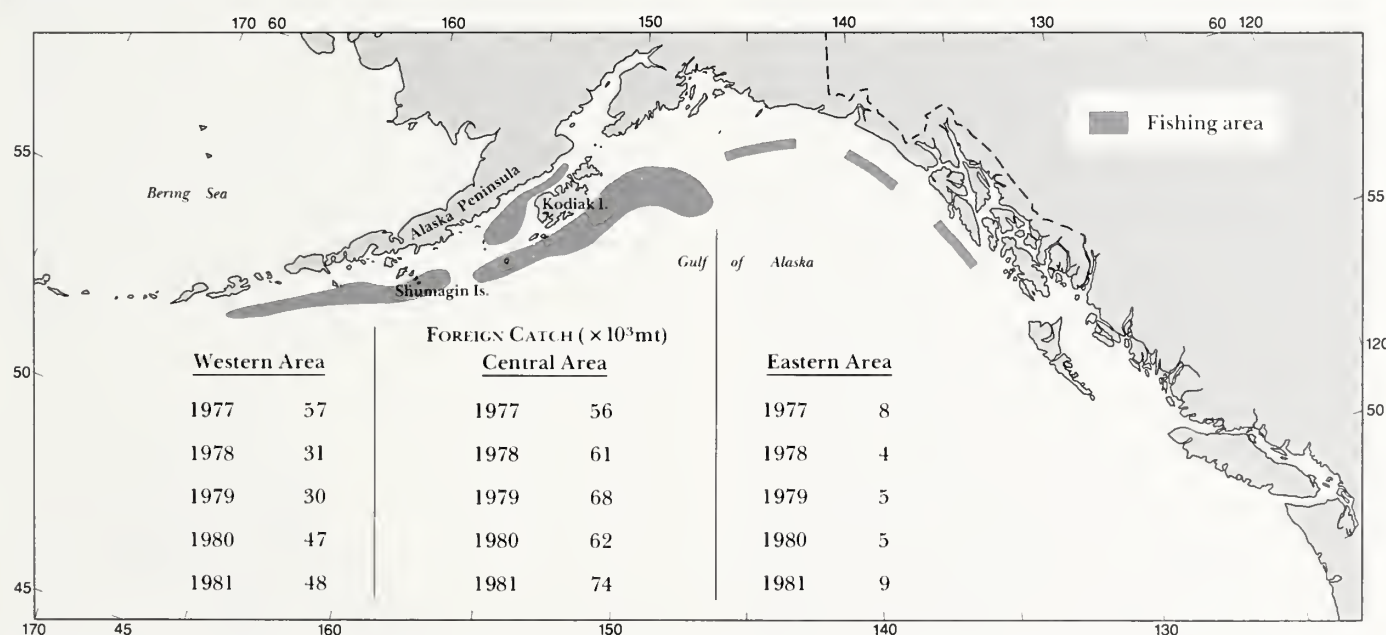 170 60 160 150 140 130 60 120
Fishing area
55
Bering Sea
Alaska Peninsula
Kodiak I.
55
Gulf of Alaska
Shumagin Is.
FOREIGN CATCH (×10³mt)
Western Area Central Area Eastern Area
50
120
1977 57 1977 56 1977 8
50
1978 31 1978 61 1978 4
1979 30 1979 68 1979 5
1980 47 1980 62 1980 5
1981 48 1981 74 1981 9
45
170 45 160 150 140 130